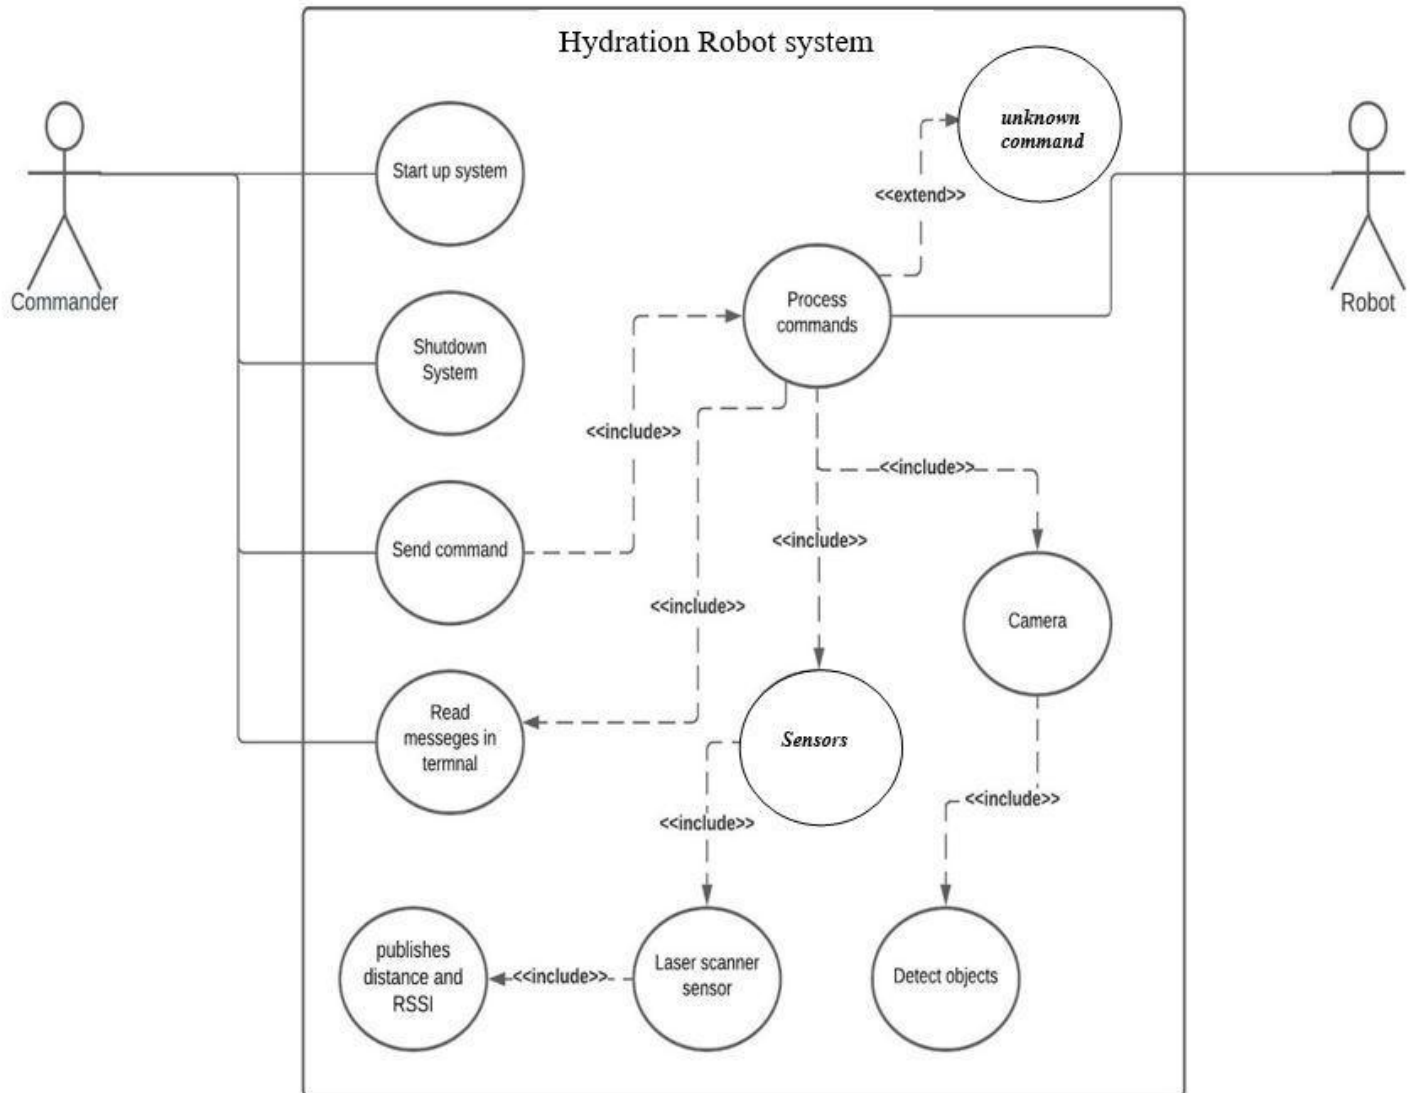 Hydration Robot system
unknown
command
Start up system
<<extend>>
Commander
Robot
Process
commands
Shutdown
System
<<include>>
<<include>>
<<include>>
Send command
<<include>>
Camera
Read
messeges in
termnal
Sensors
<<include>>
<<include>>
publishes
distance and
RSSI
<<include>>
Laser scanner
sensor
Detect objects